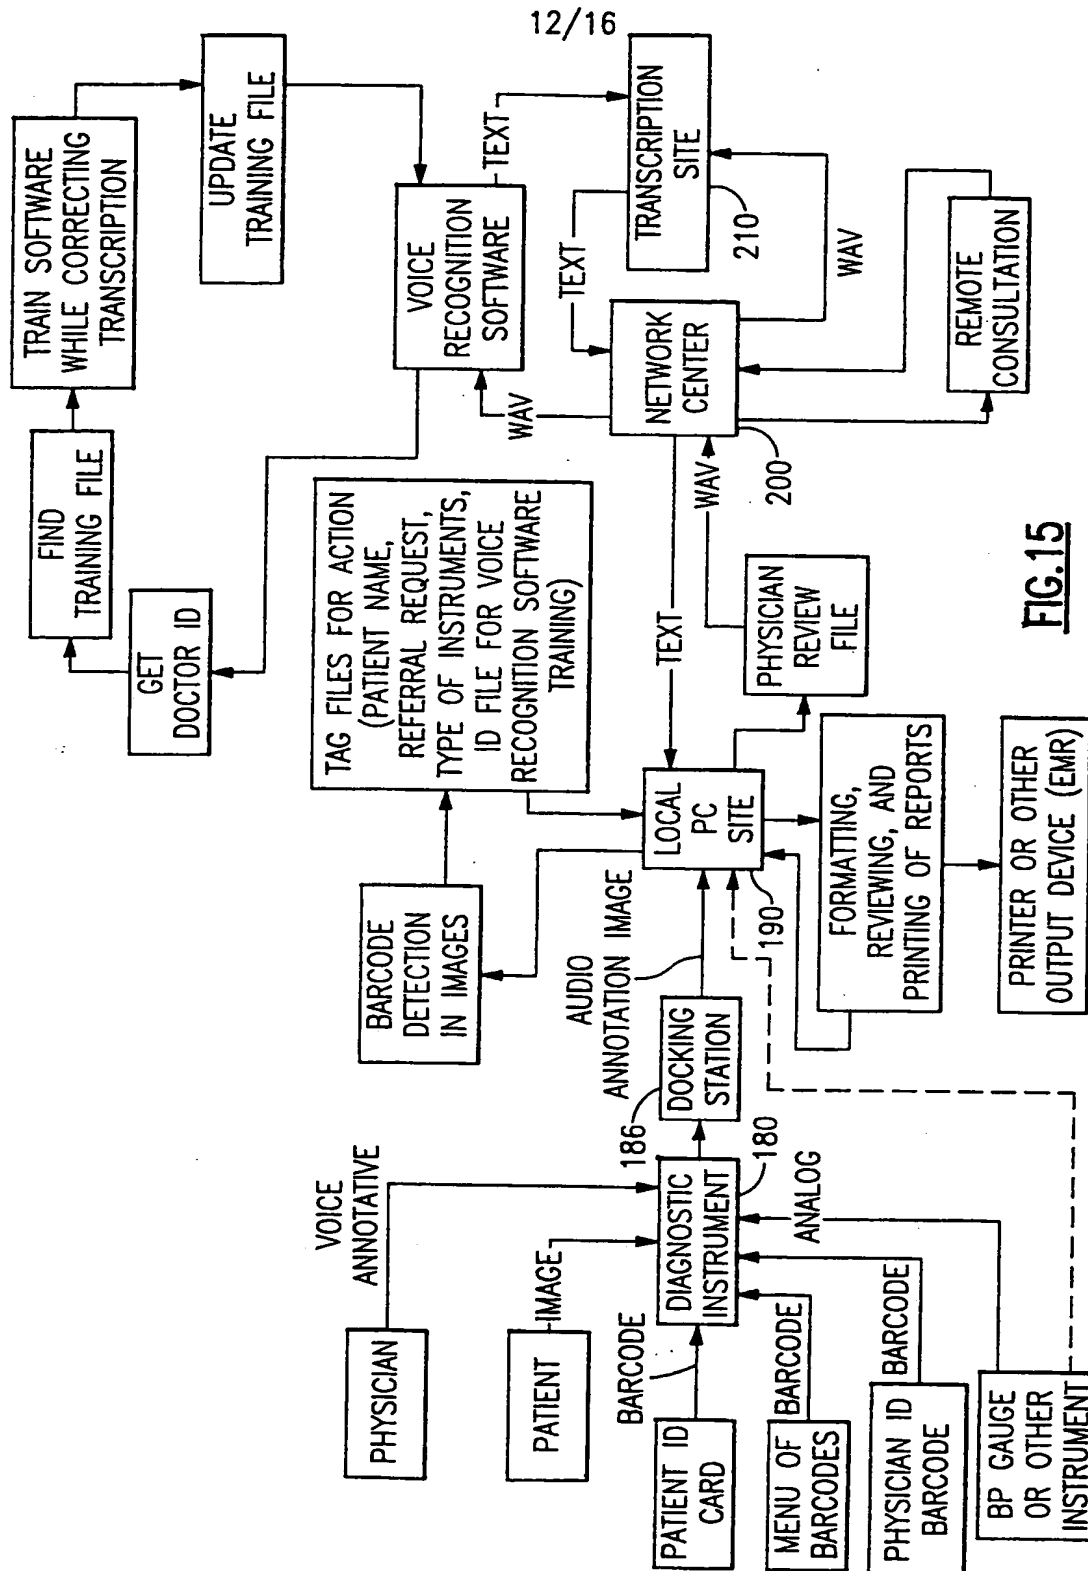 12/16
FIND
TRAINING FILE
TRAIN SOFTWARE
WHILE CORRECTING
TRANSCRIPTION
UPDATE
TRAINING FILE
GET
DOCTOR ID
VOICE
RECOGNITION
SOFTWARE
TEXT
TAG FILES FOR ACTION
(PATIENT NAME,
REFERRAL REQUEST,
TYPE OF INSTRUMENTS,
ID FILE FOR VOICE
RECOGNITION SOFTWARE
TRAINING)
BARCODE
DETECTION
IN IMAGES
WAV
TEXT
TRANSCRIPTION
SITE
210
VOICE
ANNOTATIVE
PHYSICIAN
PATIENT
IMAGE
PATIENT ID
CARD
BARCODE
DIAGNOSTIC
INSTRUMENT
180
186
DOCKING
STATION
AUDIO
ANNOTATION IMAGE
LOCAL
PC
SITE
190
TEXT
WAV
NETWORK
CENTER
200
WAV
MENU OF
BARCODES
BARCODE
PHYSICIAN ID
BARCODE
BARCODE
BP GAUGE
OR OTHER
INSTRUMENT
ANALOG
FORMATTING,
REVIEWING, AND
PRINTING OF REPORTS
PHYSICIAN
REVIEW
FILE
REMOTE
CONSULTATION
PRINTER OR OTHER
OUTPUT DEVICE (EMR)
FIG.15